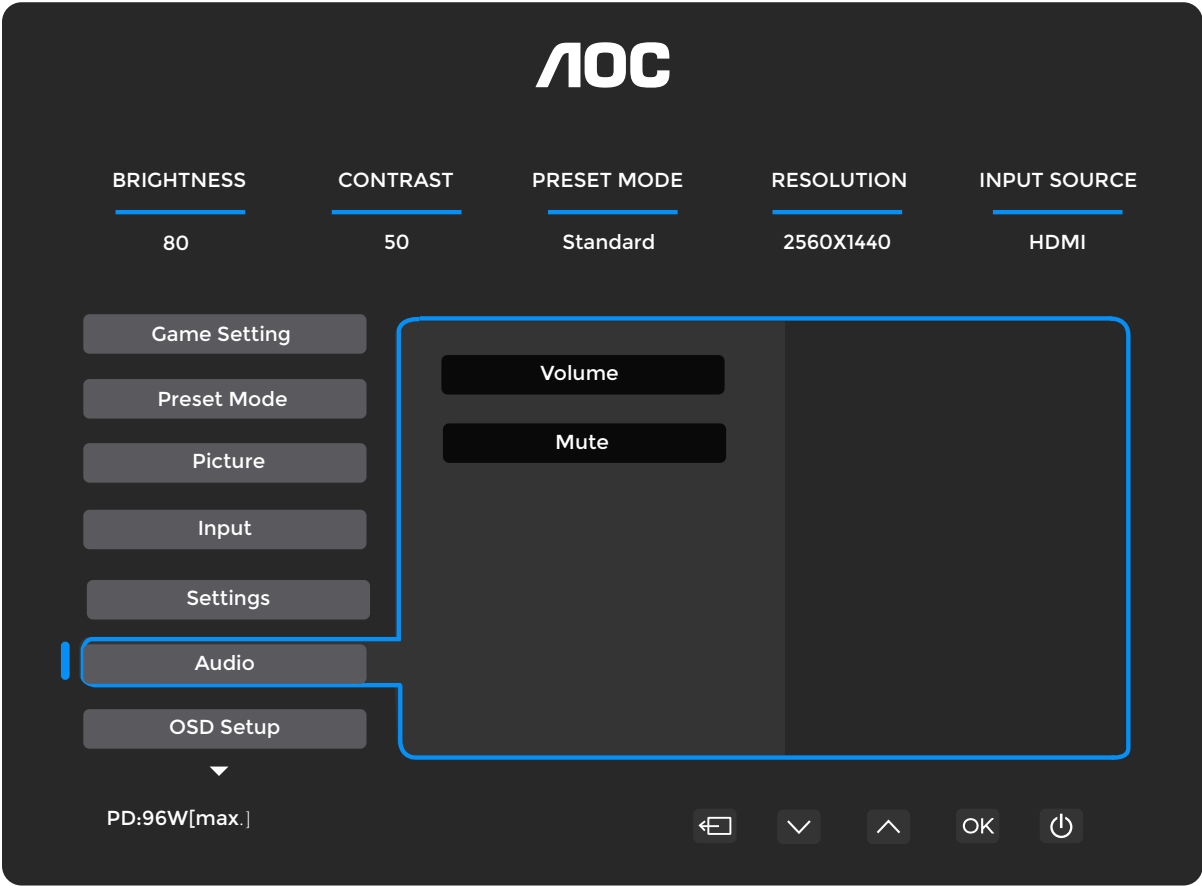 AOC
BRIGHTNESS CONTRAST PRESET MODE RESOLUTION INPUT SOURCE
80 50 Standard 2560X1440 HDMI
Game Setting
Preset Mode
Picture
Input
Settings
Audio
OSD Setup
Volume
Mute
PD:96W[max.]
OK